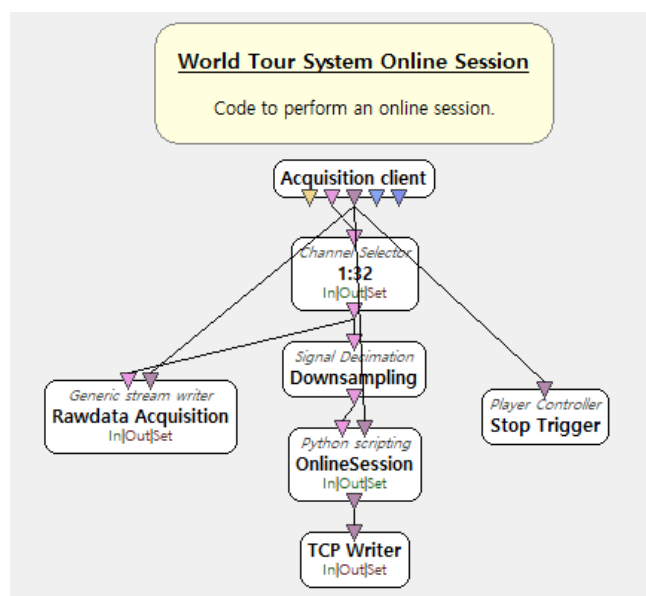 World Tour System Online Session
Code to perform an online session.
Acquisition client
Channel Selector
1:32
In|Out|Set
Signal Decimation
Downsampling
Generic stream writer
Rawdata Acquisition
In|Out|Set
Player Controller
Stop Trigger
Python scripting
OnlineSession
In|Out|Set
TCP Writer
In|Out|Set